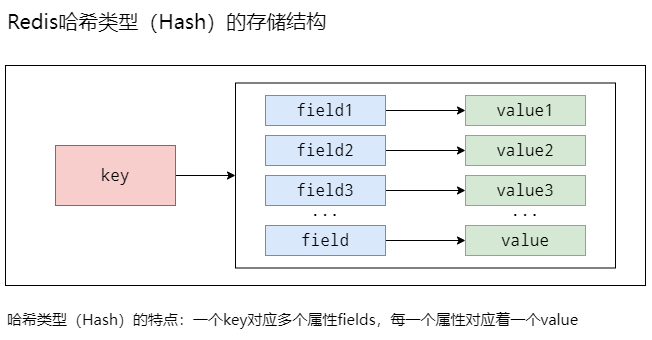 Redis哈希类型（Hash）的存储结构
key
field1 value1
field2 value2
field3 value3
... ...
field value
哈希类型（Hash）的特点：一个key对应多个属性fields，每一个属性对应着一个value